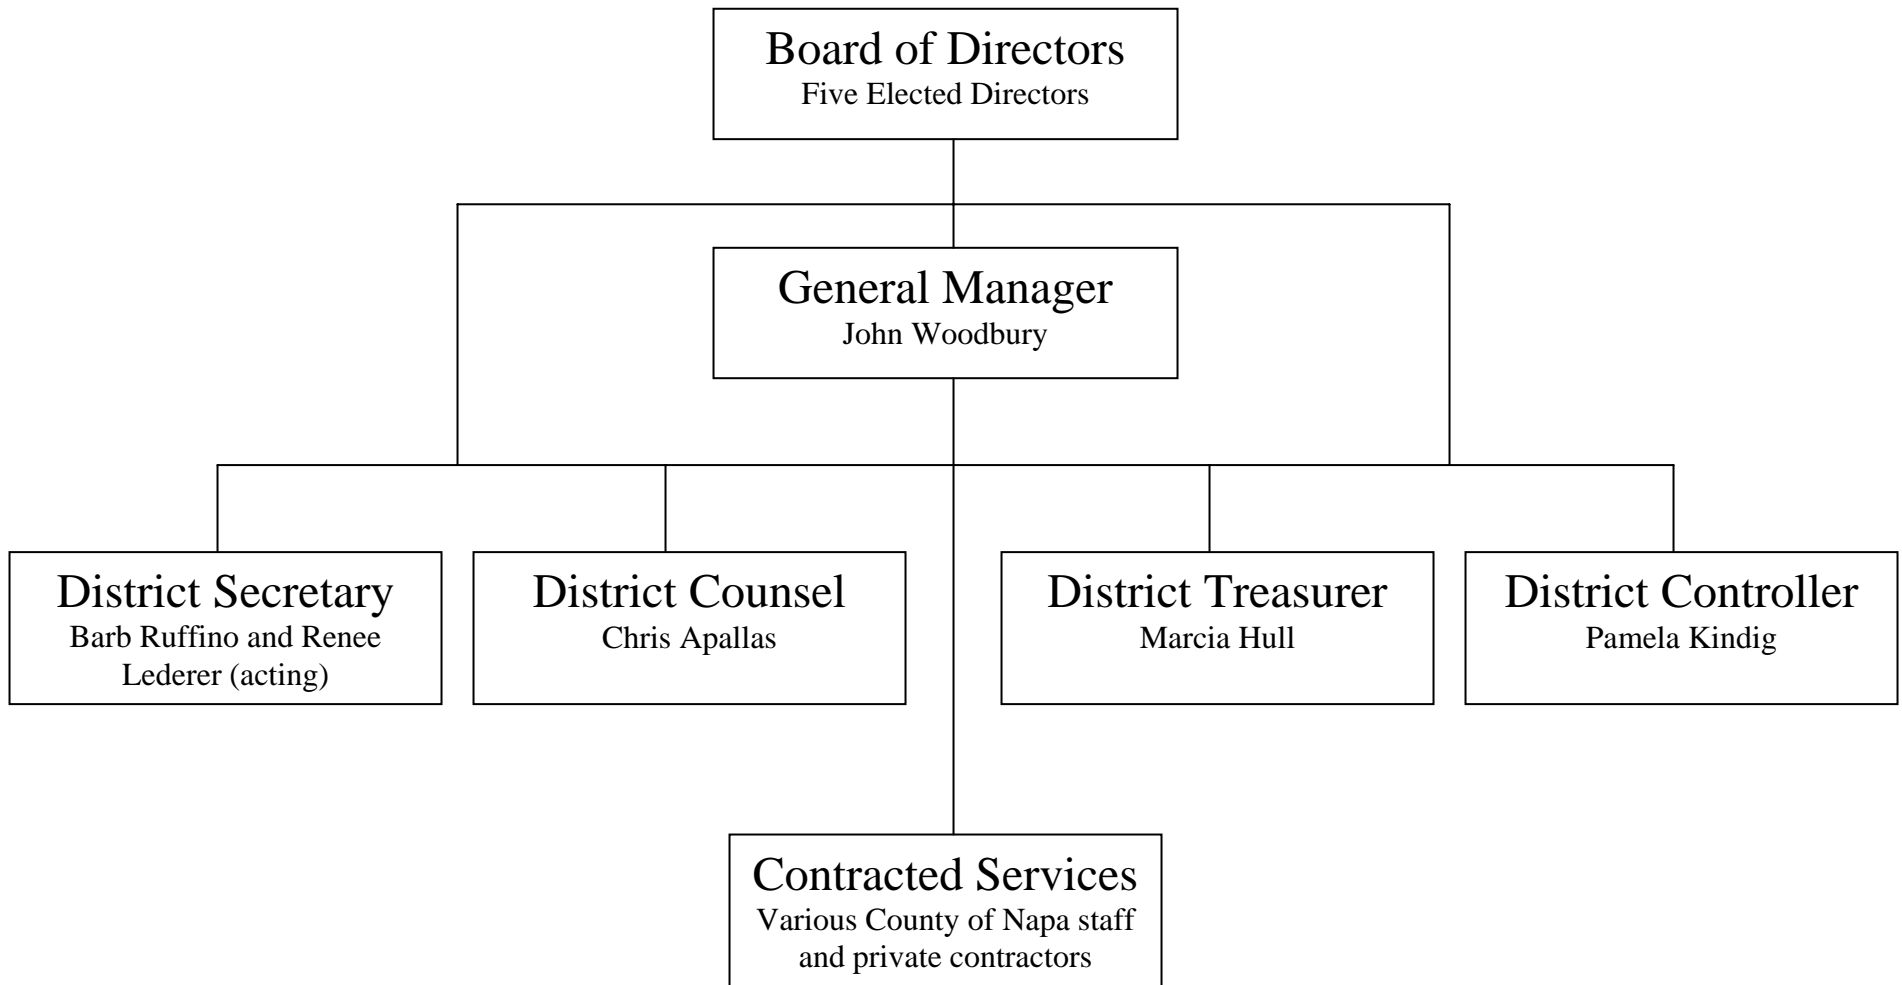 Board of Directors
Five Elected Directors
General Manager
John Woodbury
District Secretary
Barb Ruffino and Renee
Lederer (acting)
District Counsel
Chris Apallas
District Treasurer
Marcia Hull
District Controller
Pamela Kindig
Contracted Services
Various County of Napa staff
and private contractors